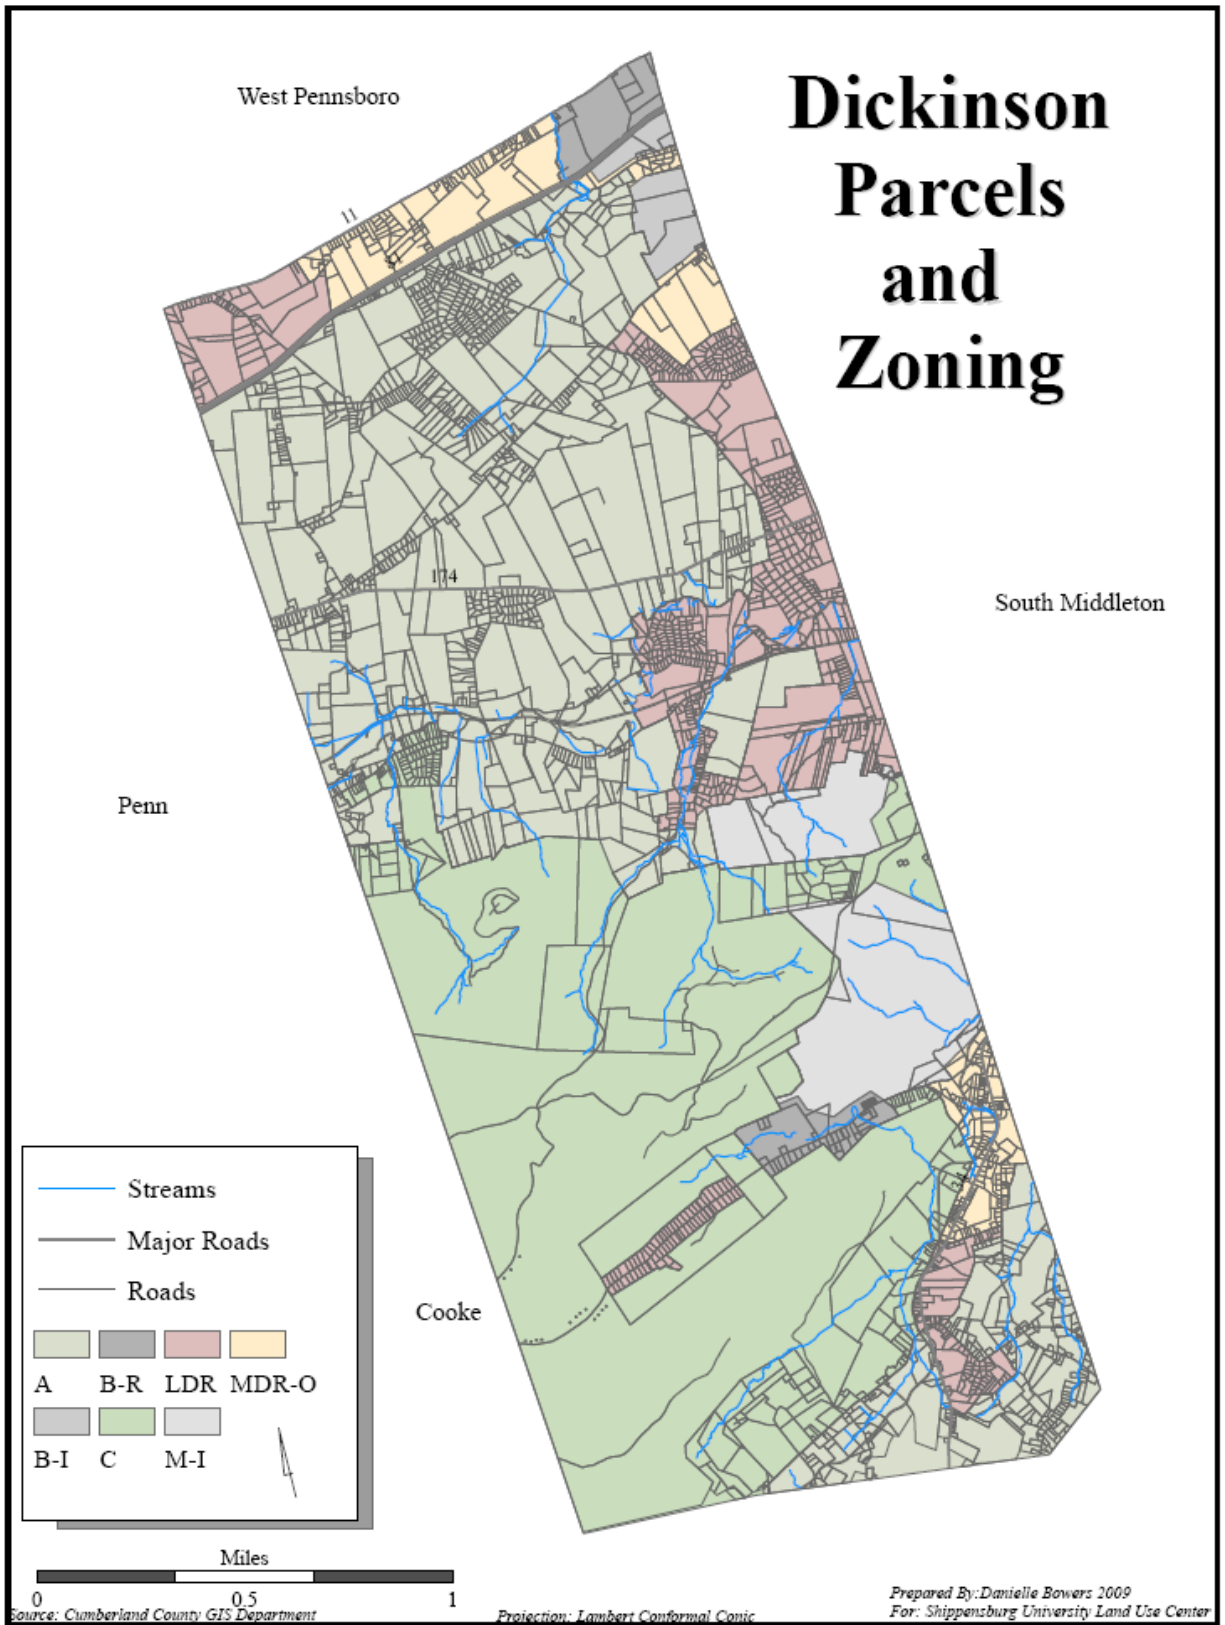 Dickinson
Parcels
and
Zoning
West Pennsboro
11
81
174
South Middleton
Penn
34
Cooke
Streams
Major Roads
Roads
A B-R LDR MDR-O
B-I C M-I
Miles
0 0.5 1
Source: Cumberland County GIS Department
Projection: Lambert Conformal Conic
Prepared By:Danielle Bowers 2009
For: Shippensburg University Land Use Center